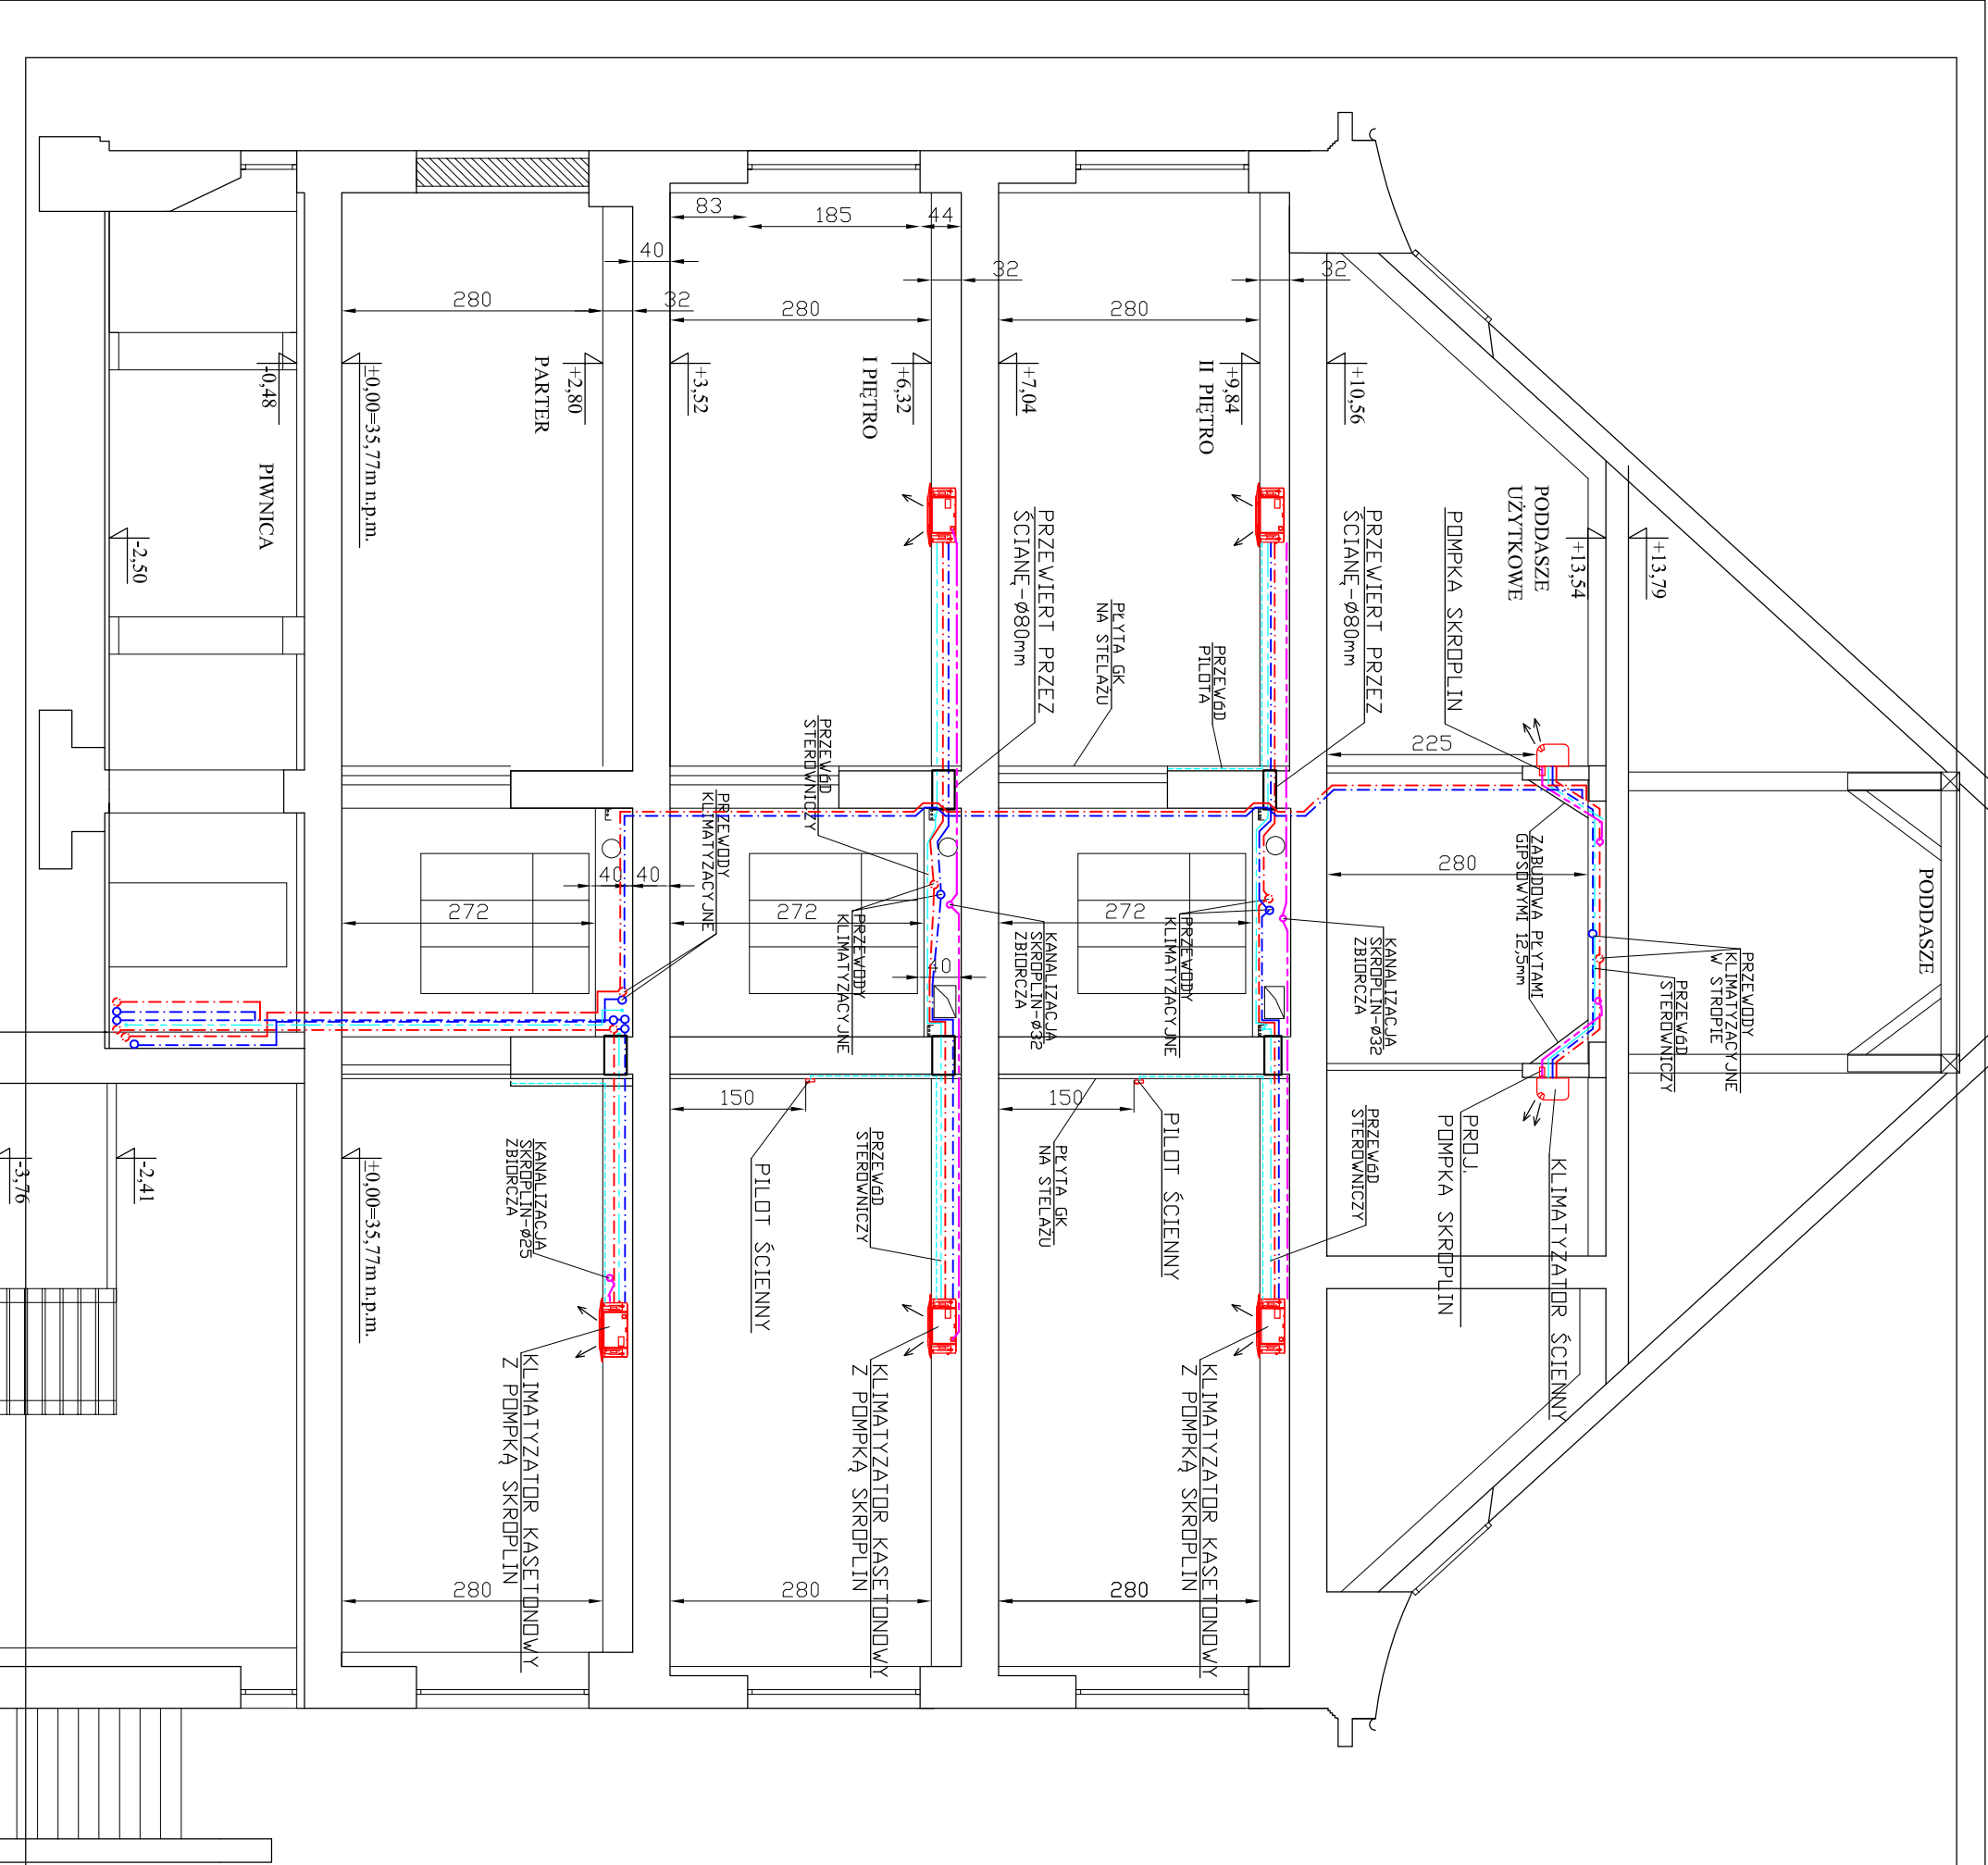 PODDASZE
+13,79
+13,54
PODDASZE
UŻYTKOWE
PRZEWODY
KLIMATYZACYJNE
W STROPIE
PRZEWÓD
STEROWNICZY
ZABUDOWA PŁYTAMI
GIPSOWYMI 12,5mm
POMPKA SKROPLIN
KLIMATYZATOR ŚCIENNY
PROJ.
POMPKA SKROPLIN
225
280
+10,56
PRZEWIERT PRZEZ
ŚCIANĘ-Ø80mm
KANALIZACJA
SKROPLIN-Ø32
ZBIORCZA
PRZEWÓD
STEROWNICZY
32
+9,84
II PIĘTRO
PRZEWÓD
PILOTA
PRZEWODY
KLIMATYZACYJNE
PILOT ŚCIENNY
KLIMATYZATOR KASETONOWY
Z POMPKĄ SKROPLIN
280
272
150
280
PŁYTA GK
NA STELAŻU
PŁYTA GK
NA STELAŻU
+7,04
PRZEWIERT PRZEZ
ŚCIANĘ-Ø80mm
KANALIZACJA
SKROPLIN-Ø32
ZBIORCZA
32
44
40
+6,32
I PIĘTRO
185
83
280
PRZEWÓD
STEROWNICZY
PRZEWODY
KLIMATYZACYJNE
272
PRZEWÓD
STEROWNICZY
150
PILOT ŚCIENNY
KLIMATYZATOR KASETONOWY
Z POMPKĄ SKROPLIN
280
+3,52
40
32
PRZEWODY
KLIMATYZACYJNE
40
40
+2,80
PARTER
280
272
KANALIZACJA
SKROPLIN-Ø25
ZBIORCZA
KLIMATYZATOR KASETONOWY
Z POMPKĄ SKROPLIN
280
±0,00=35,77m n.p.m.
±0,00=35,77m n.p.m.
-0,48
PIWNICA
-2,50
-2,41
-3,76